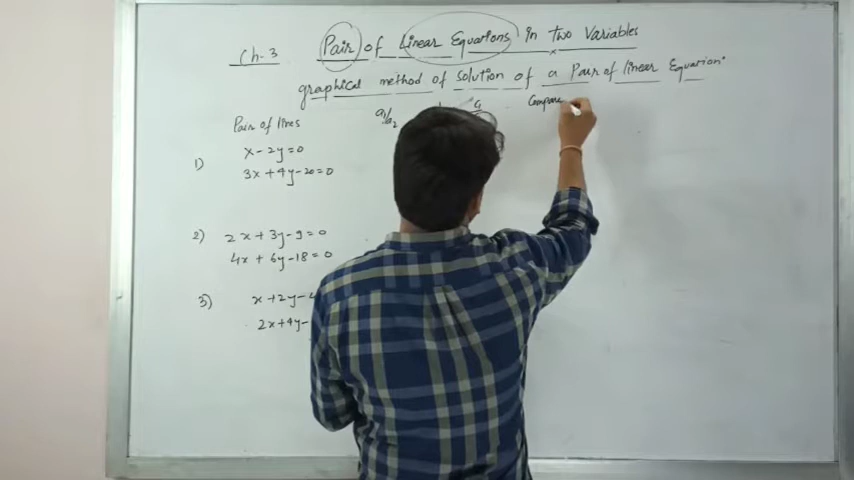 Ch-3 Pair of Linear Equations in two Variables
graphical method of Solution of a Pair of linear Equation.
Pair of lines a₁/a₂ Compare
1) x - 2y = 0
3x + 4y - 20 = 0
2) 2x + 3y - 9 = 0
4x + 6y - 18 = 0
3) x + 2y -
2x + 4y -